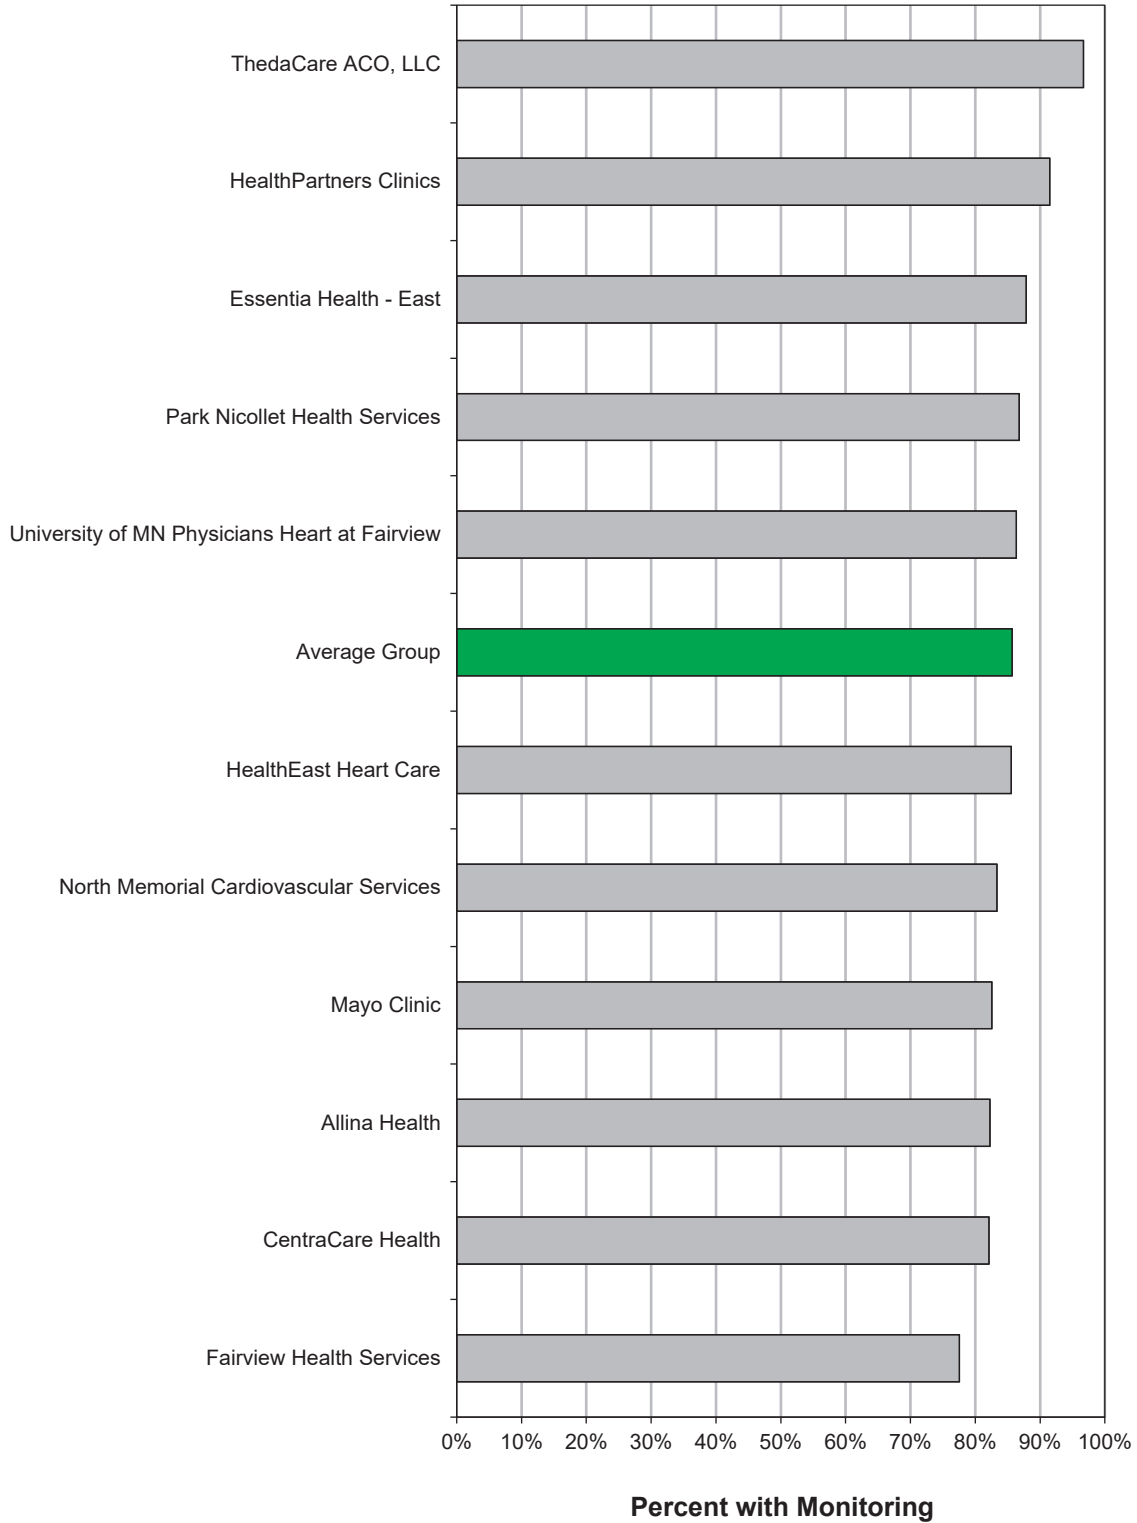 ThedaCare ACO, LLC
HealthPartners Clinics
Essentia Health - East
Park Nicollet Health Services
University of MN Physicians Heart at Fairview
Average Group
HealthEast Heart Care
North Memorial Cardiovascular Services
Mayo Clinic
Allina Health
CentraCare Health
Fairview Health Services
0% 10% 20% 30% 40% 50% 60% 70% 80% 90% 100%
Percent with Monitoring